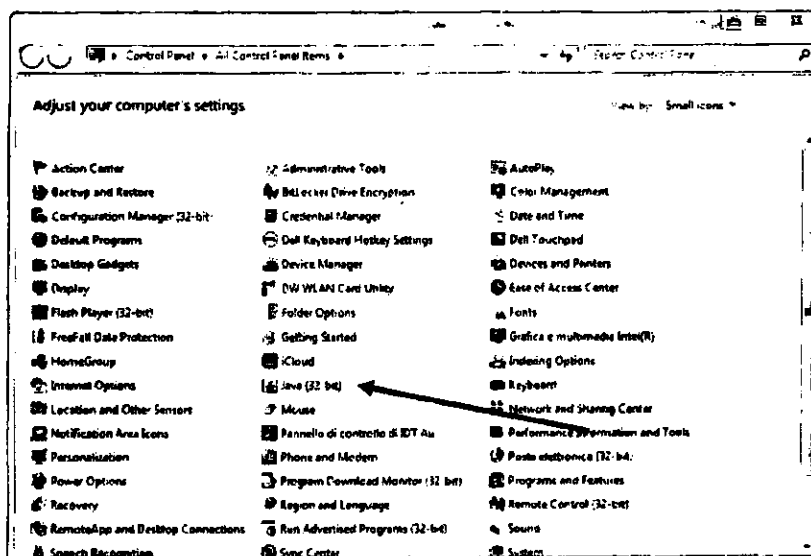 Control Panel All Control Panel Items
Search Control Panel
Adjust your computer's settings
View by: Small icons
Action Center
Administrative Tools
AutoPlay
Backup and Restore
BitLocker Drive Encryption
Color Management
Configuration Manager (32-bit)
Credential Manager
Date and Time
Default Programs
Dell Keyboard Hotkey Settings
Dell Touchpad
Desktop Gadgets
Device Manager
Devices and Printers
Display
DW WLAN Card Utility
Ease of Access Center
Flash Player (32-bit)
Folder Options
Fonts
FreeFall Data Protection
Getting Started
Grafica e multimedia Intel(R)
HomeGroup
iCloud
Indexing Options
Internet Options
Java (32-bit)
Keyboard
Location and Other Sensors
Mouse
Network and Sharing Center
Notification Area Icons
Pannello di controllo di IDT Au
Performance Information and Tools
Personalization
Phone and Modem
Posta elettronica (32-bit)
Power Options
Program Download Monitor (32-bit)
Programs and Features
Recovery
Region and Language
Remote Control (32-bit)
RemoteApp and Desktop Connections
Run Advertised Programs (32-bit)
Sound
Speech Recognition
Sync Center
System